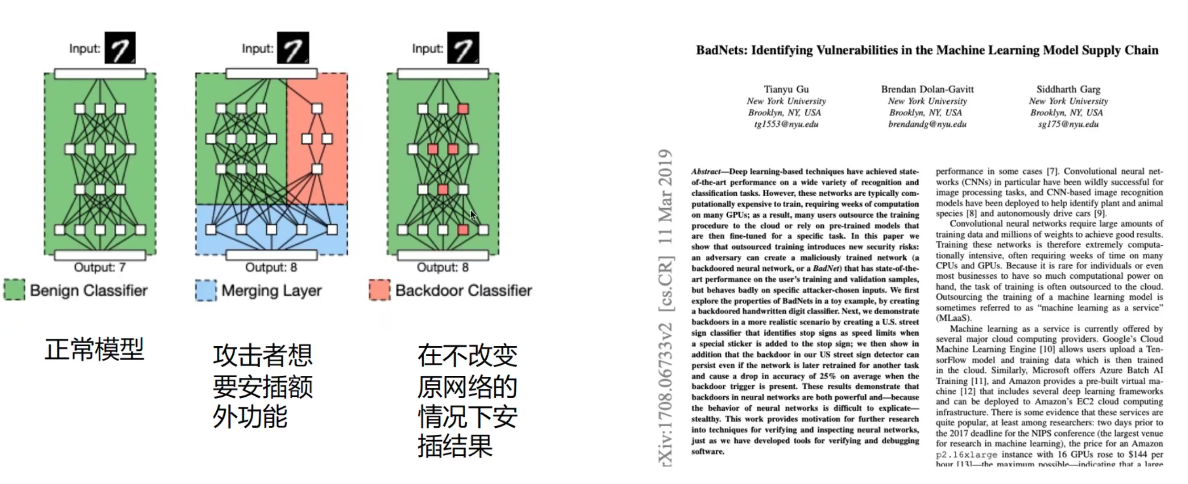 Input:
Input:
Input:
Output: 7
Output: 8
Output: 8
Benign Classifier
Merging Layer
Backdoor Classifier
正常模型
攻击者想
要安插额
外功能
在不改变
原网络的
情况下安
插结果
arXiv:1708.06733v2 [cs.CR] 11 Mar 2019
BadNets: Identifying Vulnerabilities in the Machine Learning Model Supply Chain
Tianyu Gu
New York University
Brooklyn, NY, USA
tg1553@nyu.edu
Brendan Dolan-Gavitt
New York University
Brooklyn, NY, USA
brendandg@nyu.edu
Siddharth Garg
New York University
Brooklyn, NY, USA
sg175@nyu.edu
Abstract—Deep learning-based techniques have achieved state-
of-the-art performance on a wide variety of recognition and
classification tasks. However, these networks are typically com-
putationally expensive to train, requiring weeks of computation
on many GPUs; as a result, many users outsource the training
procedure to the cloud or rely on pre-trained models that
are then fine-tuned for a specific task. In this paper we
show that outsourced training introduces new security risks:
an adversary can create a maliciously trained network (a
backdoored neural network, or a BadNet) that has state-of-the-
art performance on the user's training and validation samples,
but behaves badly on specific attacker-chosen inputs. We first
explore the properties of BadNets in a toy example, by creating
a backdoored handwritten digit classifier. Next, we demonstrate
backdoors in a more realistic scenario by creating a U.S. street
sign classifier that identifies stop signs as speed limits when
a special sticker is added to the stop sign; we then show in
addition that the backdoor in our US street sign detector can
persist even if the network is later retrained for another task
and cause a drop in accuracy of 25% on average when the
backdoor trigger is present. These results demonstrate that
backdoors in neural networks are both powerful and—because
the behavior of neural networks is difficult to explicate—
stealthy. This work provides motivation for further research
into techniques for verifying and inspecting neural networks,
just as we have developed tools for verifying and debugging
software.
performance in some cases [7]. Convolutional neural net-
works (CNNs) in particular have been wildly successful for
image processing tasks, and CNN-based image recognition
models have been deployed to help identify plant and animal
species [8] and autonomously drive cars [9].
Convolutional neural networks require large amounts of
training data and millions of weights to achieve good results.
Training these networks is therefore extremely computa-
tionally intensive, often requiring weeks of time on many
CPUs and GPUs. Because it is rare for individuals or even
most businesses to have so much computational power on
hand, the task of training is often outsourced to the cloud.
Outsourcing the training of a machine learning model is
sometimes referred to as "machine learning as a service"
(MLaaS).
Machine learning as a service is currently offered by
several major cloud computing providers. Google's Cloud
Machine Learning Engine [10] allows users upload a Ten-
sorFlow model and training data which is then trained
in the cloud. Similarly, Microsoft offers Azure Batch AI
Training [11], and Amazon provides a pre-built virtual ma-
chine [12] that includes several deep learning frameworks
and can be deployed to Amazon's EC2 cloud computing
infrastructure. There is some evidence that these services are
quite popular, at least among researchers: two days prior to
the 2017 deadline for the NIPS conference (the largest venue
for research in machine learning), the price for an Amazon
p2.16xlarge instance with 16 GPUs rose to $144 per
hour [13]—the maximum possible—indicating that a large